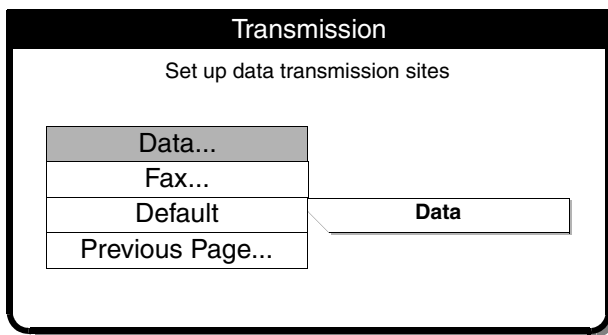 Transmission
Set up data transmission sites
Data...
Fax...
Default
Data
Previous Page...